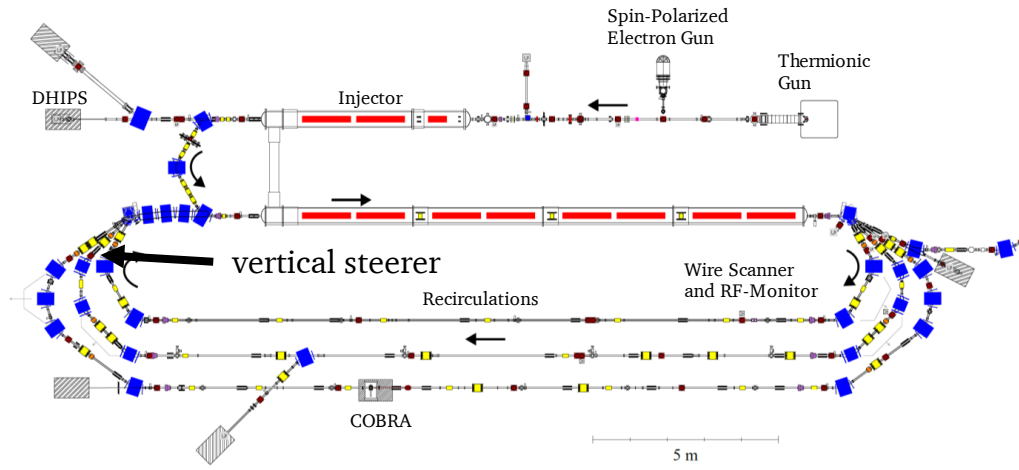 Spin-Polarized
Electron Gun
Thermionic
Gun
DHIPS
Injector
vertical steerer
Wire Scanner
and RF-Monitor
Recirculations
COBRA
5 m